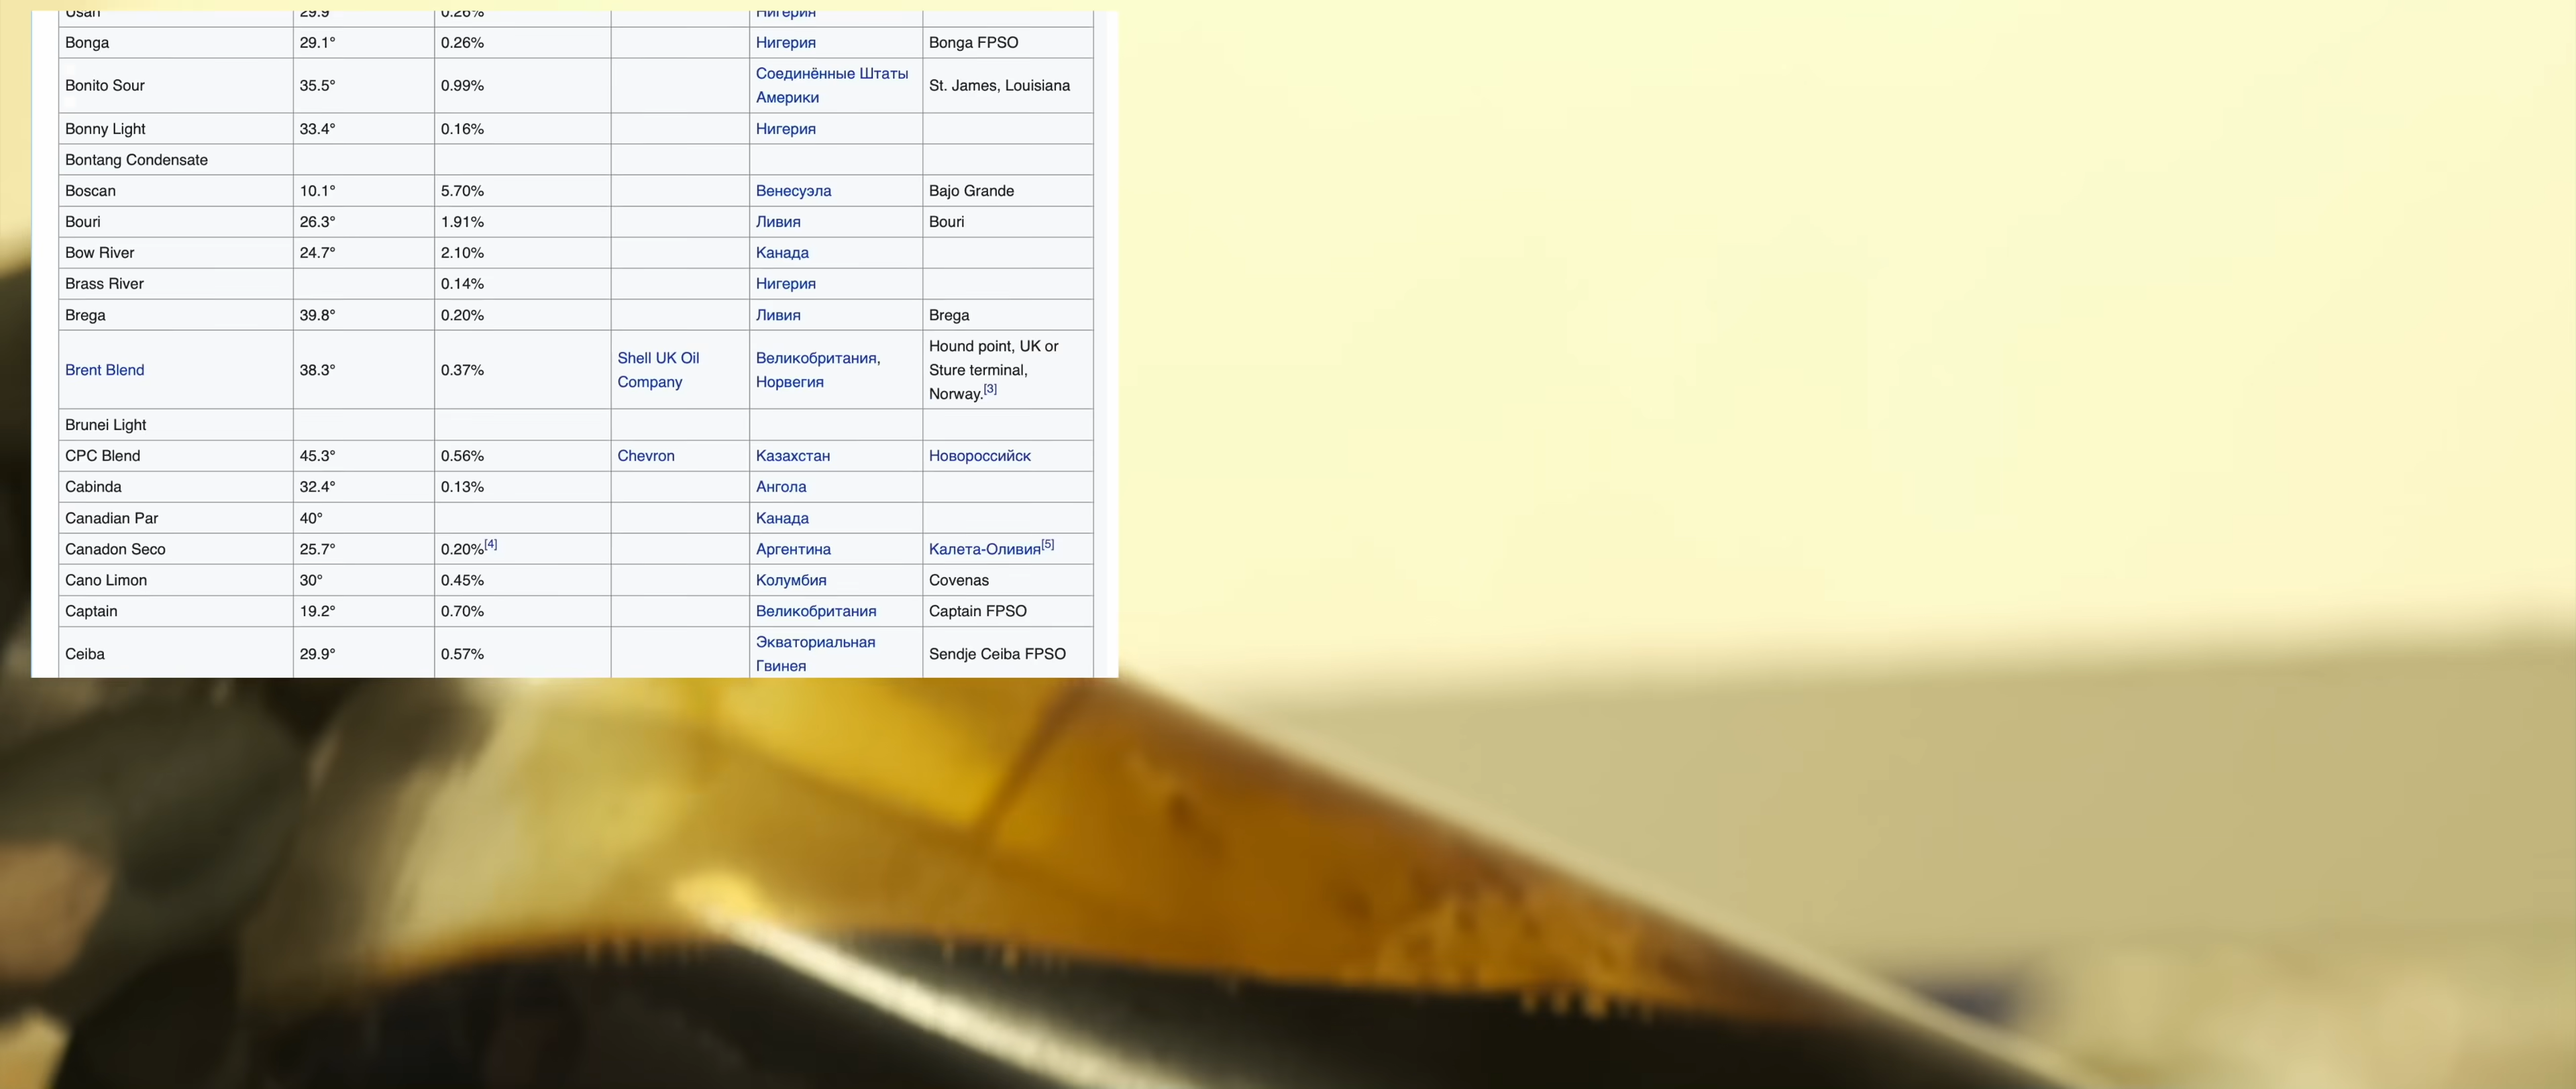 Usan 29.9 0.26% Нигерия
Bonga 29.1° 0.26% Нигерия Bonga FPSO
Bonito Sour 35.5° 0.99% Соединённые Штаты Америки St. James, Louisiana
Bonny Light 33.4° 0.16% Нигерия
Bontang Condensate
Boscan 10.1° 5.70% Венесуэла Bajo Grande
Bouri 26.3° 1.91% Ливия Bouri
Bow River 24.7° 2.10% Канада
Brass River 0.14% Нигерия
Brega 39.8° 0.20% Ливия Brega
Brent Blend 38.3° 0.37% Shell UK Oil Company Великобритания, Норвегия Hound point, UK or Sture terminal, Norway.[3]
Brunei Light
CPC Blend 45.3° 0.56% Chevron Казахстан Новороссийск
Cabinda 32.4° 0.13% Ангола
Canadian Par 40° Канада
Canadon Seco 25.7° 0.20%[4] Аргентина Калета-Оливия[5]
Cano Limon 30° 0.45% Колумбия Covenas
Captain 19.2° 0.70% Великобритания Captain FPSO
Ceiba 29.9° 0.57% Экваториальная Гвинея Sendje Ceiba FPSO